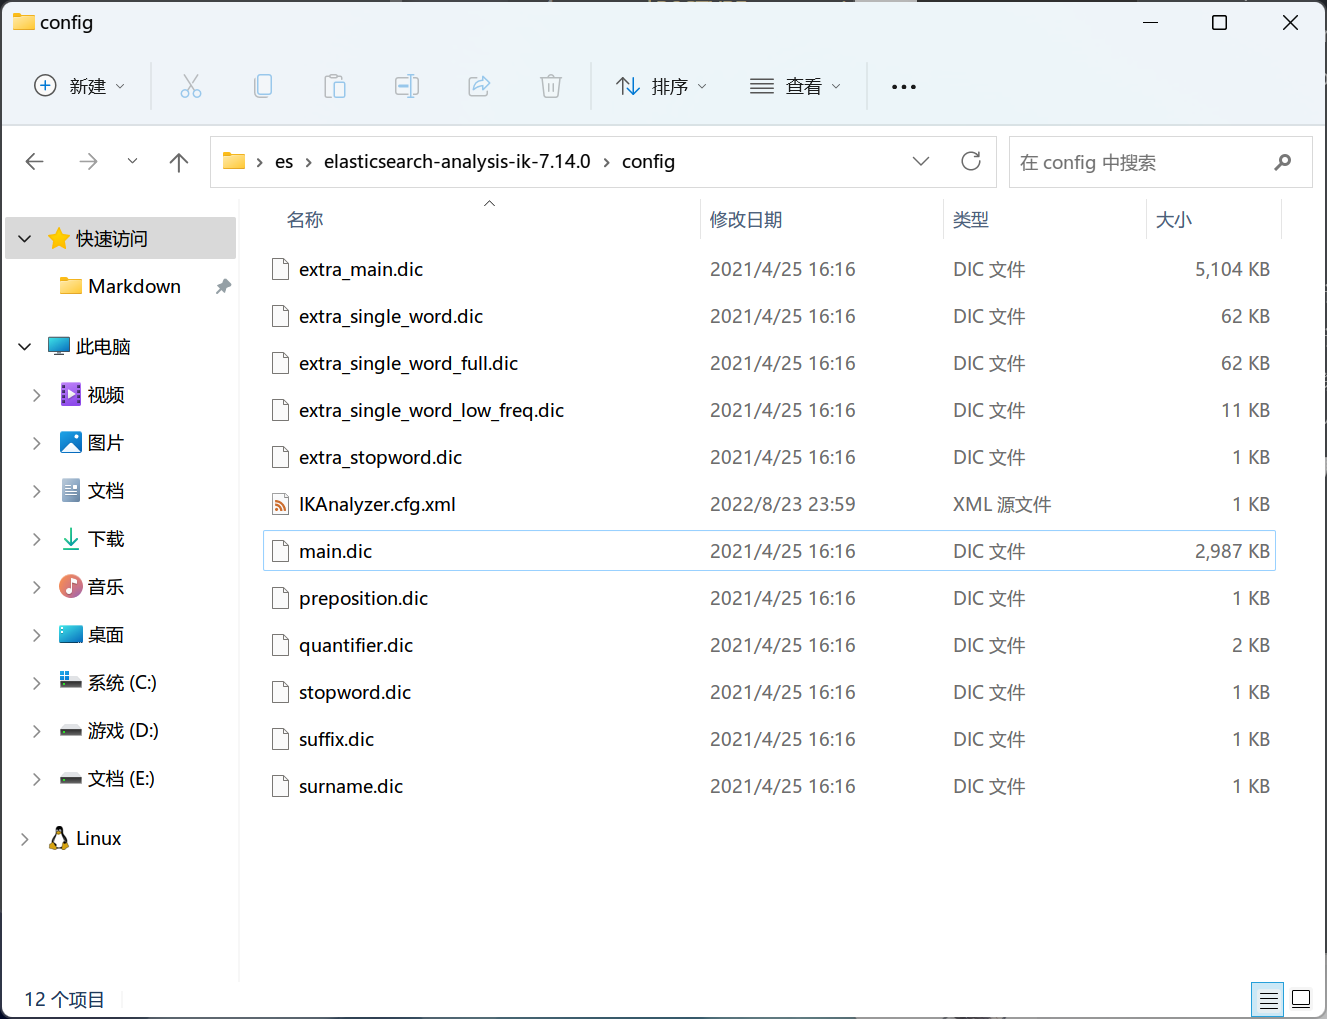 config
新建
排序
查看
es › elasticsearch-analysis-ik-7.14.0 › config
在 config 中搜索
快速访问
Markdown
此电脑
视频
图片
文档
下载
音乐
桌面
系统 (C:)
游戏 (D:)
文档 (E:)
Linux
名称 修改日期 类型 大小
extra_main.dic 2021/4/25 16:16 DIC 文件 5,104 KB
extra_single_word.dic 2021/4/25 16:16 DIC 文件 62 KB
extra_single_word_full.dic 2021/4/25 16:16 DIC 文件 62 KB
extra_single_word_low_freq.dic 2021/4/25 16:16 DIC 文件 11 KB
extra_stopword.dic 2021/4/25 16:16 DIC 文件 1 KB
IKAnalyzer.cfg.xml 2022/8/23 23:59 XML 源文件 1 KB
main.dic 2021/4/25 16:16 DIC 文件 2,987 KB
preposition.dic 2021/4/25 16:16 DIC 文件 1 KB
quantifier.dic 2021/4/25 16:16 DIC 文件 2 KB
stopword.dic 2021/4/25 16:16 DIC 文件 1 KB
suffix.dic 2021/4/25 16:16 DIC 文件 1 KB
surname.dic 2021/4/25 16:16 DIC 文件 1 KB
12 个项目